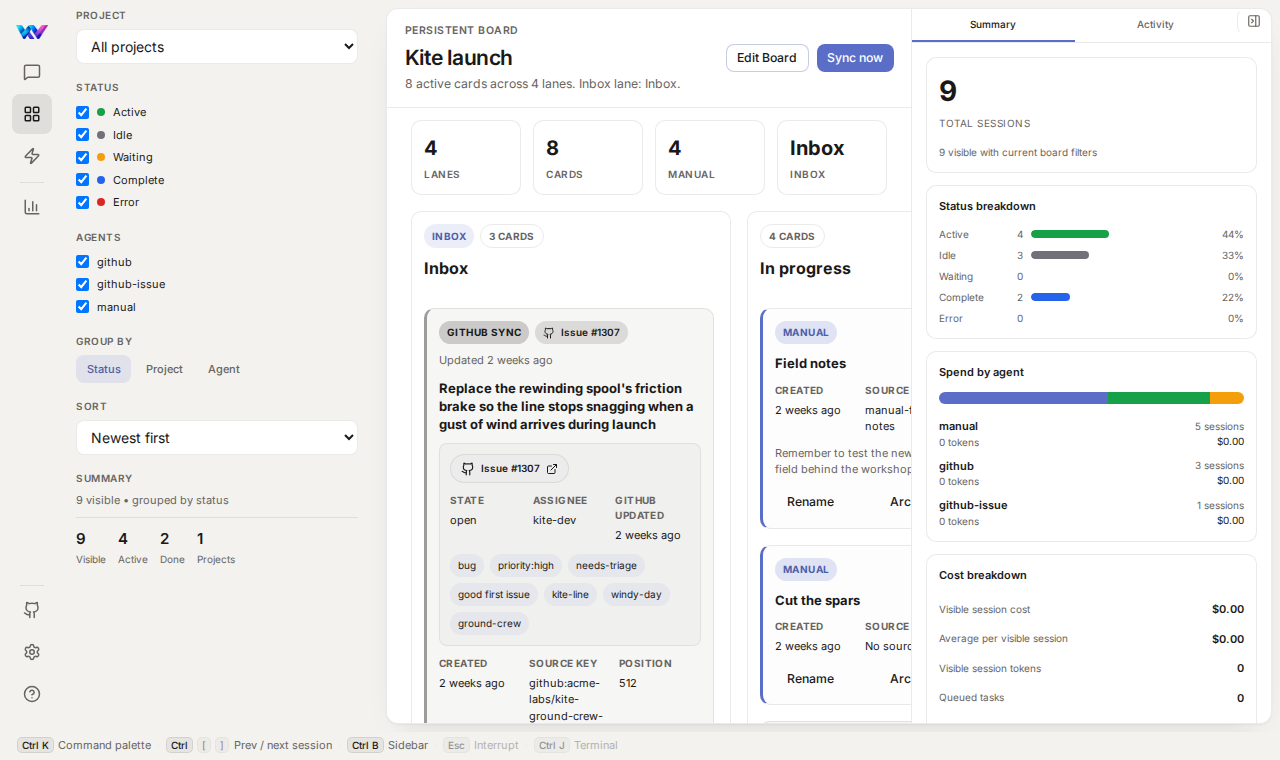 PROJECT
All projects
STATUS
Active
Idle
Waiting
Complete
Error
AGENTS
github
github-issue
manual
GROUP BY
Status Project Agent
SORT
Newest first
SUMMARY
9 visible • grouped by status
9 4 2 1
Visible Active Done Projects
PERSISTENT BOARD
Kite launch
8 active cards across 4 lanes. Inbox lane: Inbox.
Edit Board Sync now
4
LANES
8
CARDS
4
MANUAL
Inbox
INBOX
INBOX 3 CARDS
Inbox
GITHUB SYNC Issue #1307
Updated 2 weeks ago
Replace the rewinding spool's friction
brake so the line stops snagging when a
gust of wind arrives during launch
Issue #1307
STATE ASSIGNEE GITHUB
UPDATED
open kite-dev
2 weeks ago
bug priority:high needs-triage
good first issue kite-line windy-day
ground-crew
CREATED SOURCE KEY POSITION
2 weeks ago github:acme- 512
labs/kite-
ground-crew-
4 CARDS
In progress
MANUAL
Field notes
CREATED SOURCE
2 weeks ago manual-f
notes
Remember to test the new
field behind the workshop
Rename Arc
MANUAL
Cut the spars
CREATED SOURCE
2 weeks ago No sourc
Rename Arc
Summary Activity
9
TOTAL SESSIONS
9 visible with current board filters
Status breakdown
Active 4 44%
Idle 3 33%
Waiting 0 0%
Complete 2 22%
Error 0 0%
Spend by agent
manual 5 sessions
0 tokens $0.00
github 3 sessions
0 tokens $0.00
github-issue 1 sessions
0 tokens $0.00
Cost breakdown
Visible session cost $0.00
Average per visible session $0.00
Visible session tokens 0
Queued tasks 0
Ctrl K Command palette Ctrl [ ] Prev / next session Ctrl B Sidebar Esc Interrupt Ctrl J Terminal